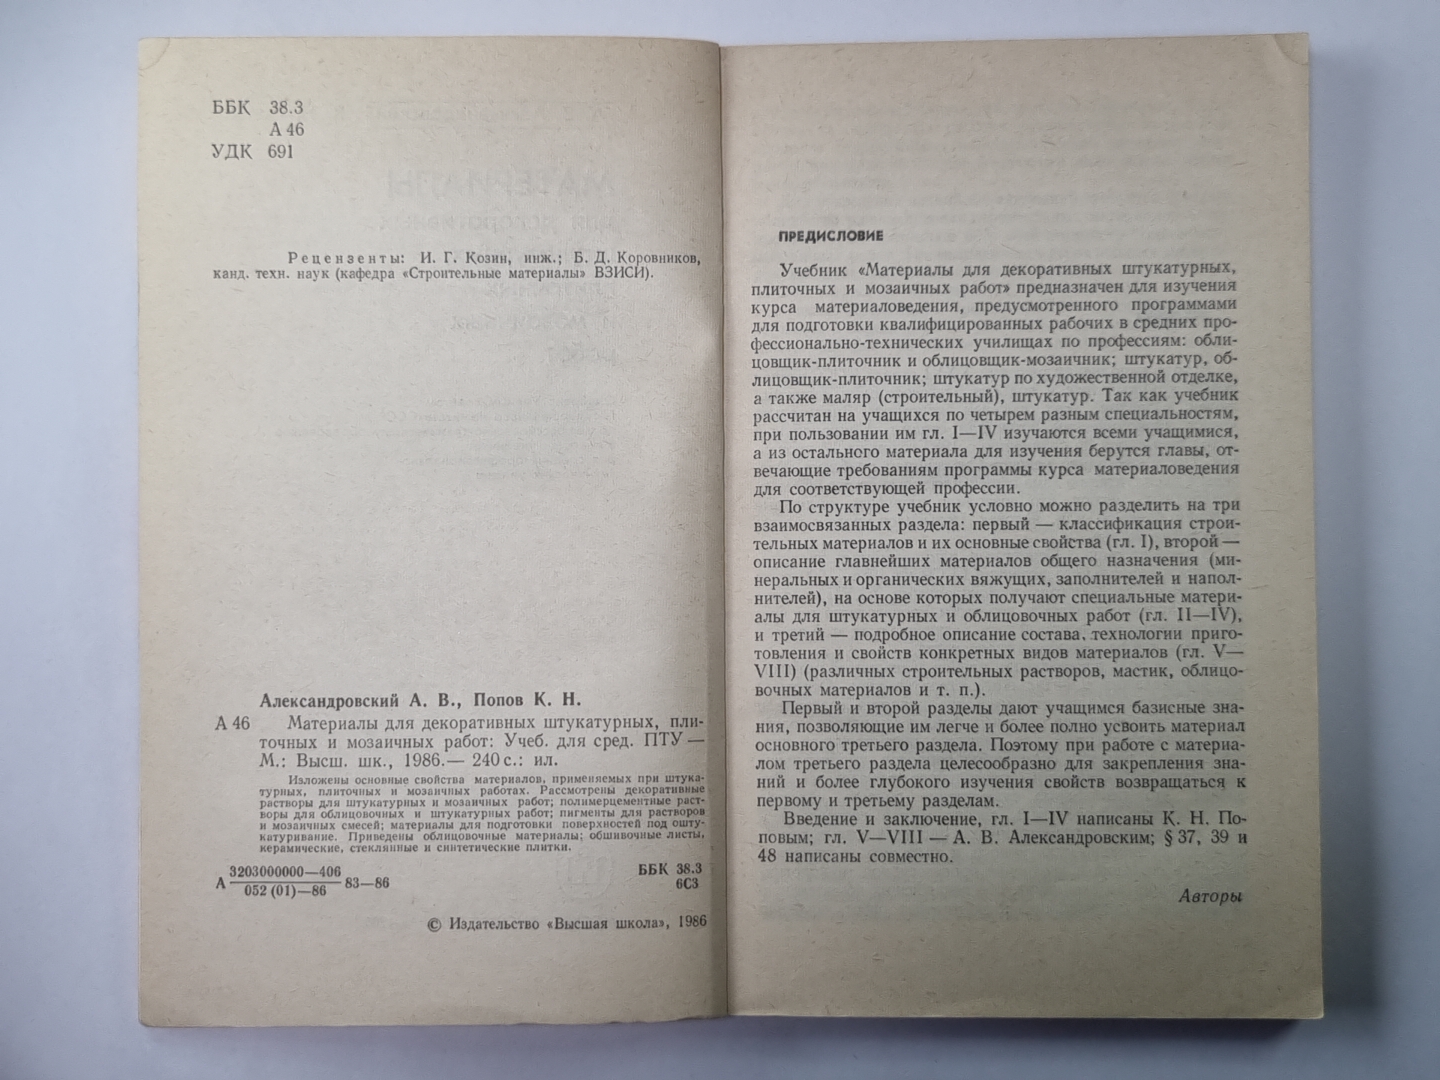 ББК 38.3
А 46
УДК 691
Рецензенты: И. Г. Козин, инж.; Б. Д. Коровников,
канд. техн. наук (кафедра «Строительные материалы» ВЗИСИ).
Александровский А. В., Попов К. Н.
А 46 Материалы для декоративных штукатурных, пли-
точных и мозаичных работ: Учеб. для сред. ПТУ —
М.: Высш. шк., 1986.— 240 с.: ил.
Изложены основные свойства материалов, применяемых при штука-
турных, плиточных и мозаичных работах. Рассмотрены декоративные
растворы для штукатурных и мозаичных работ; полимерцементные раст-
воры для облицовочных и штукатурных работ; пигменты для растворов
и мозаичных смесей; материалы для подготовки поверхностей под ошту-
катуривание. Приведены облицовочные материалы; обшивочные листы,
керамические, стеклянные и синтетические плитки.
А 3203000000—406 / 052 (01)—86 83—86
ББК 38.3
6С3
© Издательство «Высшая школа», 1986
ПРЕДИСЛОВИЕ
Учебник «Материалы для декоративных штукатурных,
плиточных и мозаичных работ» предназначен для изучения
курса материаловедения, предусмотренного программами
для подготовки квалифицированных рабочих в средних про-
фессионально-технических училищах по профессиям: обли-
цовщик-плиточник и облицовщик-мозаичник; штукатур, об-
лицовщик-плиточник; штукатур по художественной отделке,
а также маляр (строительный), штукатур. Так как учебник
рассчитан на учащихся по четырем разным специальностям,
при пользовании им гл. I—IV изучаются всеми учащимися,
а из остального материала для изучения берутся главы, от-
вечающие требованиям программы курса материаловедения
для соответствующей профессии.
По структуре учебник условно можно разделить на три
взаимосвязанных раздела: первый — классификация строи-
тельных материалов и их основные свойства (гл. I), второй —
описание главнейших материалов общего назначения (ми-
неральных и органических вяжущих, заполнителей и напол-
нителей), на основе которых получают специальные матери-
алы для штукатурных и облицовочных работ (гл. II—IV),
и третий — подробное описание состава, технологии приго-
товления и свойств конкретных видов материалов (гл. V—
VIII) (различных строительных растворов, мастик, облицо-
вочных материалов и т. п.).
Первый и второй разделы дают учащимся базисные зна-
ния, позволяющие им легче и более полно усвоить материал
основного третьего раздела. Поэтому при работе с материа-
лом третьего раздела целесообразно для закрепления зна-
ний и более глубокого изучения свойств возвращаться к
первому и третьему разделам.
Введение и заключение, гл. I—IV написаны К. Н. По-
повым; гл. V—VIII — А. В. Александровским; § 37, 39 и
48 написаны совместно.
Авторы